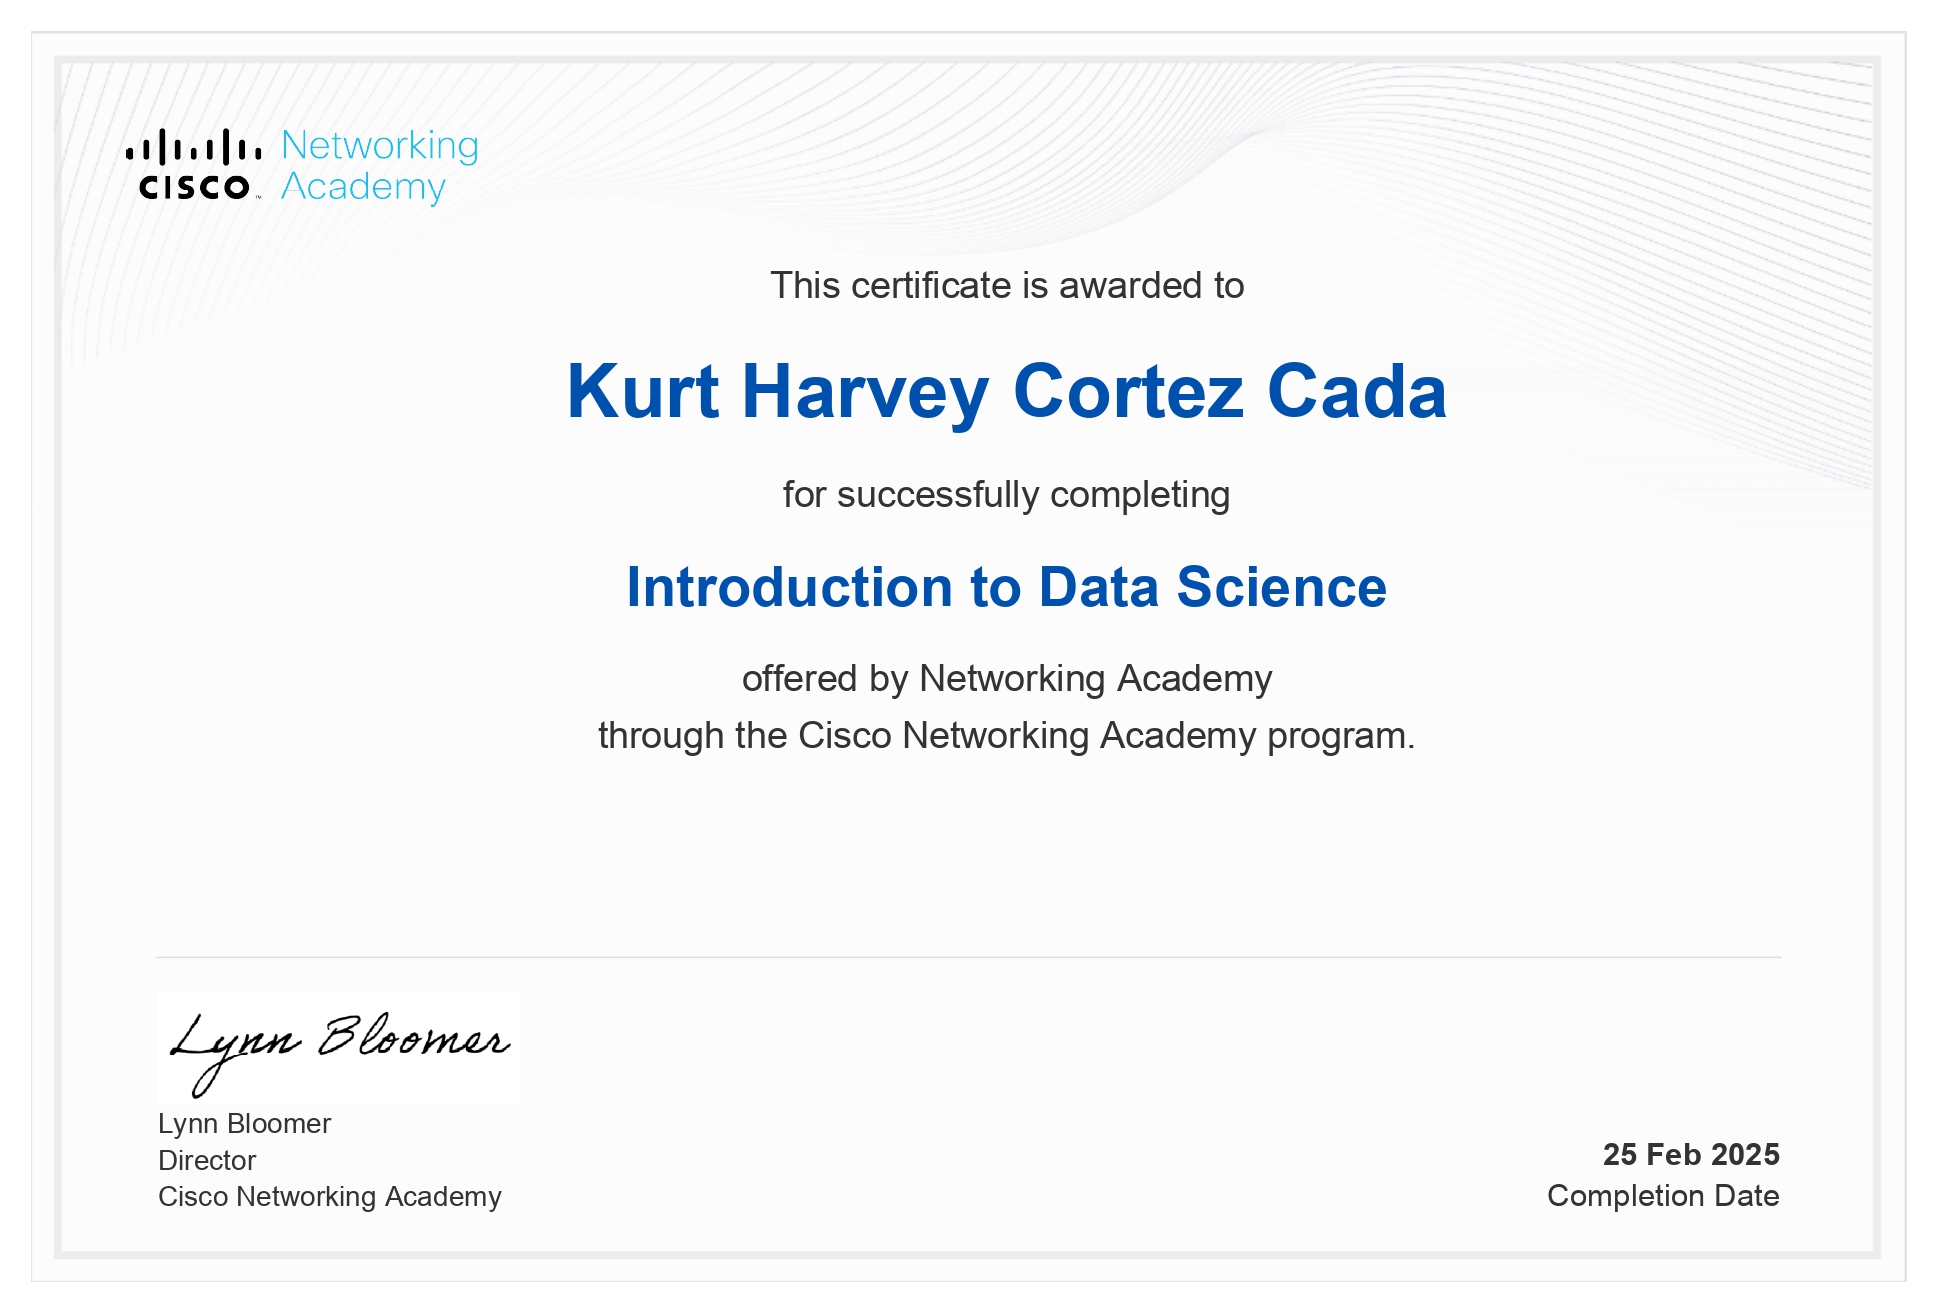 Networking
Academy
CISCO
This certificate is awarded to
Kurt Harvey Cortez Cada
for successfully completing
Introduction to Data Science
offered by Networking Academy
through the Cisco Networking Academy program.
Lynn Bloomer
Lynn Bloomer
Director
Cisco Networking Academy
25 Feb 2025
Completion Date